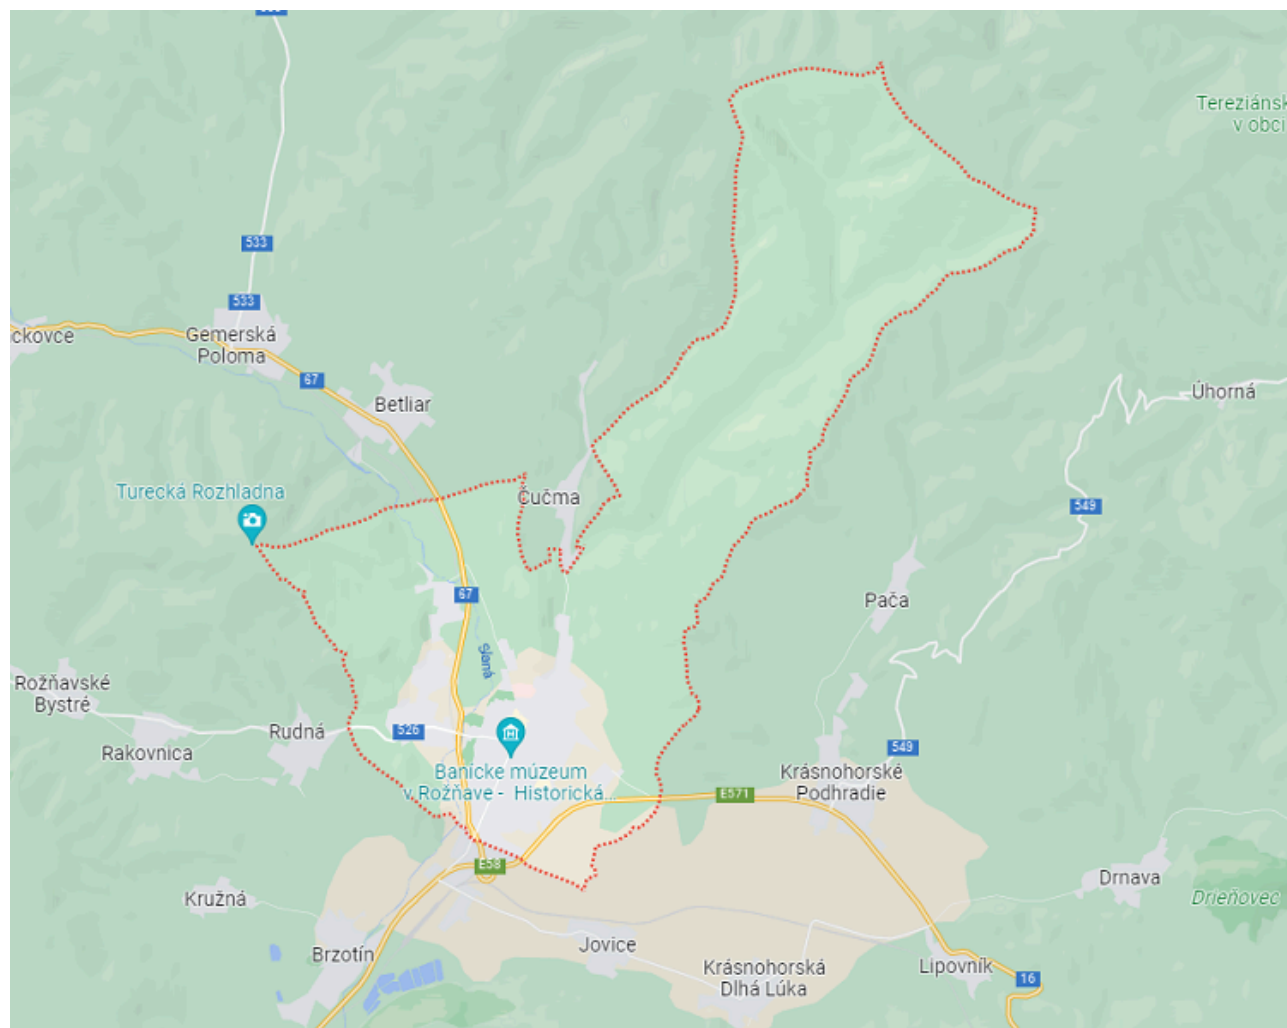 533
Tereziánsk
v obci
533
533
ckovce
Gemerská
Poloma
67
Betliar
Úhorná
Turecká Rozhladna
Čučma
549
67
Pača
Slaná
Rožňavské
Bystré
Rakovnica
Rudná
526
549
Banícke múzeum
v Rožňave - Historická...
Krásnohorské
Podhradie
E571
E58
Kružná
Drnava
Drieňovec
Brzotín
Jovice
Krásnohorská
Dlhá Lúka
Lipovník
16